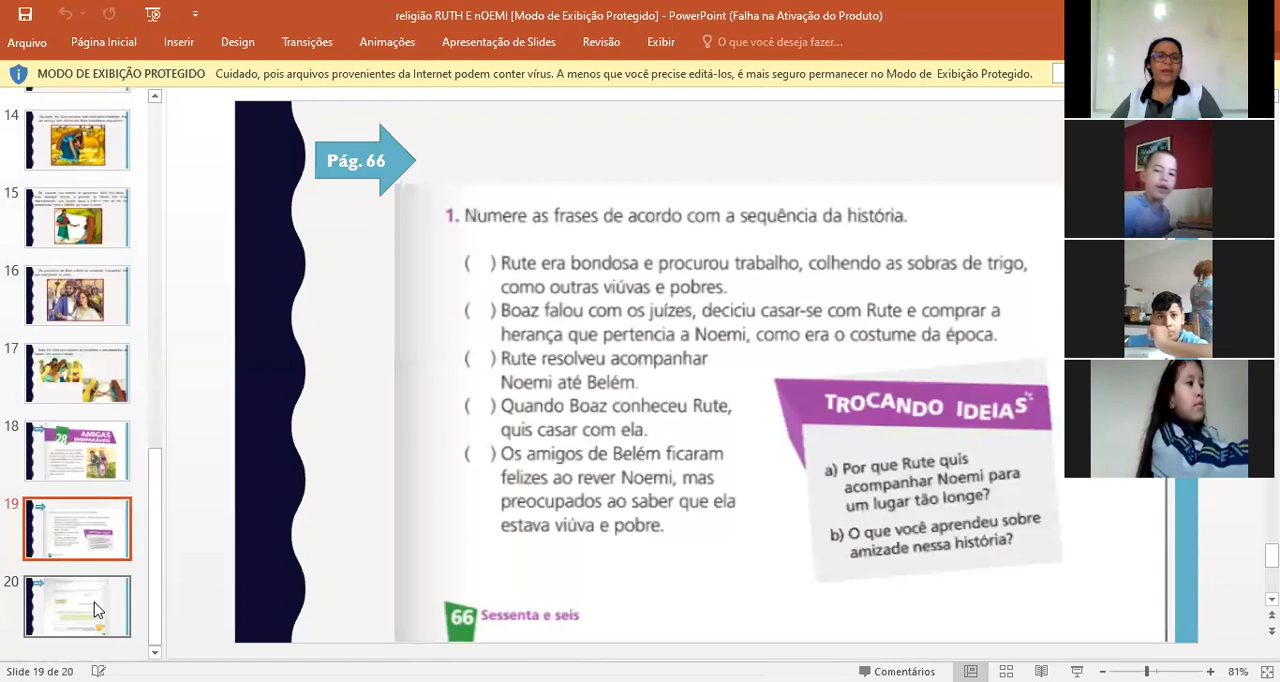 religião RUTH E nOEMI [Modo de Exibição Protegido] - PowerPoint (Falha na Ativação do Produto)
Arquivo Página Inicial Inserir Design Transições Animações Apresentação de Slides Revisão Exibir O que você deseja fazer...
MODO DE EXIBIÇÃO PROTEGIDO Cuidado, pois arquivos provenientes da Internet podem conter vírus. A menos que você precise editá-los, é mais seguro permanecer no Modo de Exibição Protegido.
14
15
16
17
18
28 AMIGAS
19
20
Pág. 66
1. Numere as frases de acordo com a sequência da história.
( ) Rute era bondosa e procurou trabalho, colhendo as sobras de trigo,
como outras viúvas e pobres.
( ) Boaz falou com os juízes, deciciu casar-se com Rute e comprar a
herança que pertencia a Noemi, como era o costume da época.
( ) Rute resolveu acompanhar
Noemi até Belém.
( ) Quando Boaz conheceu Rute,
quis casar com ela.
( ) Os amigos de Belém ficaram
felizes ao rever Noemi, mas
preocupados ao saber que ela
estava viúva e pobre.
TROCANDO IDEIAS
a) Por que Rute quis
acompanhar Noemi para
um lugar tão longe?
b) O que você aprendeu sobre
amizade nessa história?
66 Sessenta e seis
Slide 19 de 20
Comentários
81%